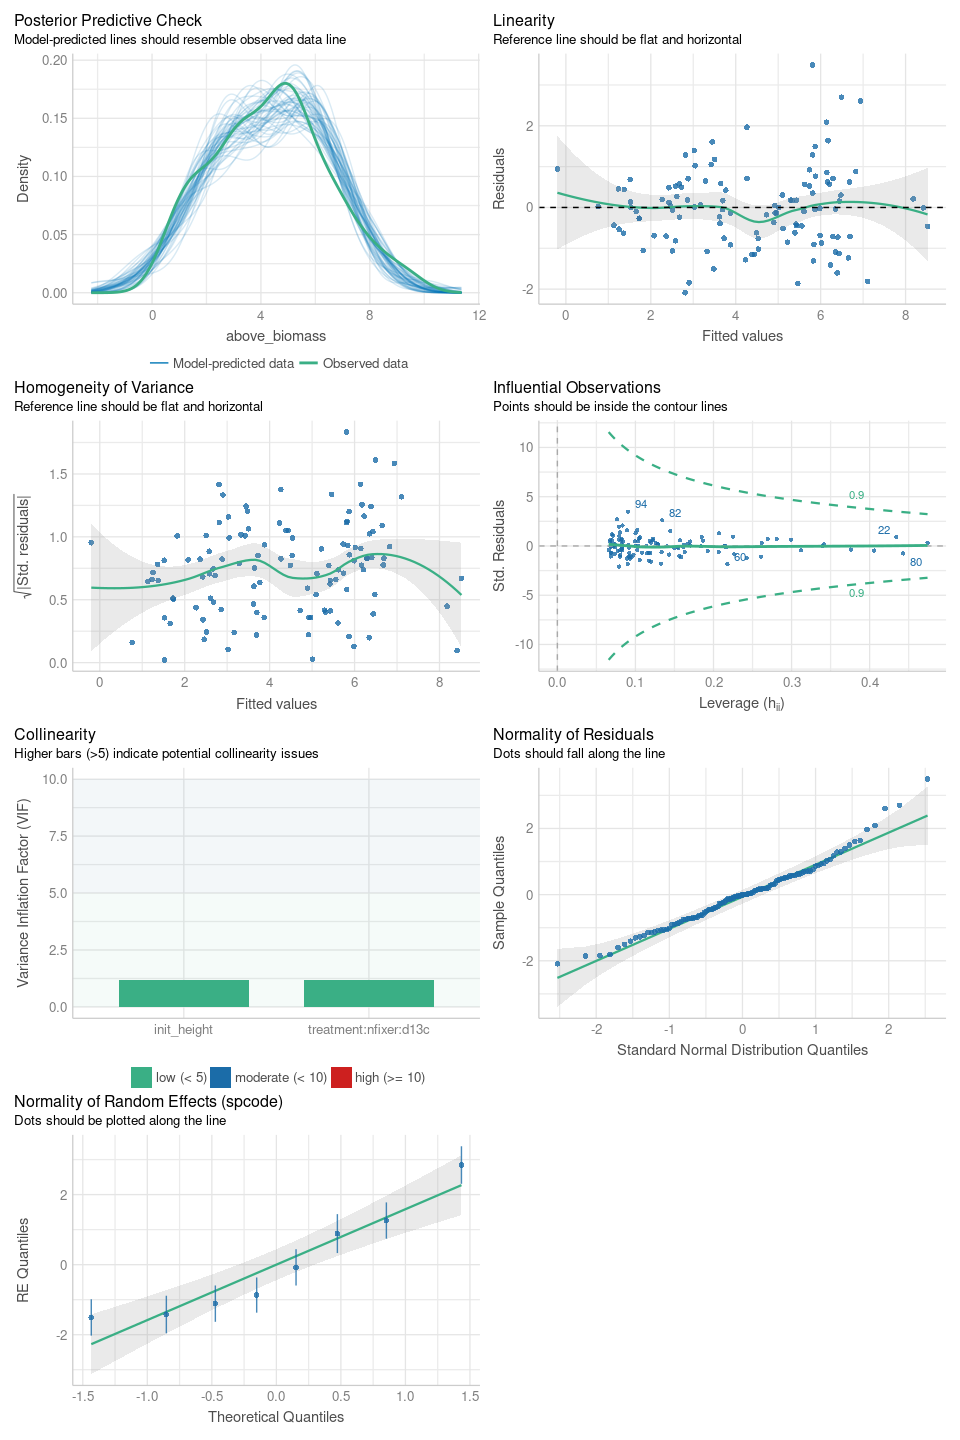 Posterior Predictive Check
Model-predicted lines should resemble observed data line
0.20
0.15
0.10
0.05
0.00
Density
0
4
8
12
above_biomass
Model-predicted data
Observed data
Linearity
Reference line should be flat and horizontal
2
0
-2
Residuals
0
2
4
6
8
Fitted values
Homogeneity of Variance
Reference line should be flat and horizontal
1.5
1.0
0.5
0.0
√|Std. residuals|
0
2
4
6
8
Fitted values
Influential Observations
Points should be inside the contour lines
10
5
0
-5
-10
Std. Residuals
0.9
94
82
22
60
80
0.9
0.0
0.1
0.2
0.3
0.4
Leverage (hii)
Collinearity
Higher bars (>5) indicate potential collinearity issues
10.0
7.5
5.0
2.5
0.0
Variance Inflation Factor (VIF)
init_height
treatment:nfixer:d13c
low (< 5)
moderate (< 10)
high (>= 10)
Normality of Residuals
Dots should fall along the line
2
0
-2
Sample Quantiles
-2
-1
0
1
2
Standard Normal Distribution Quantiles
Normality of Random Effects (spcode)
Dots should be plotted along the line
2
0
-2
RE Quantiles
-1.5
-1.0
-0.5
0.0
0.5
1.0
1.5
Theoretical Quantiles